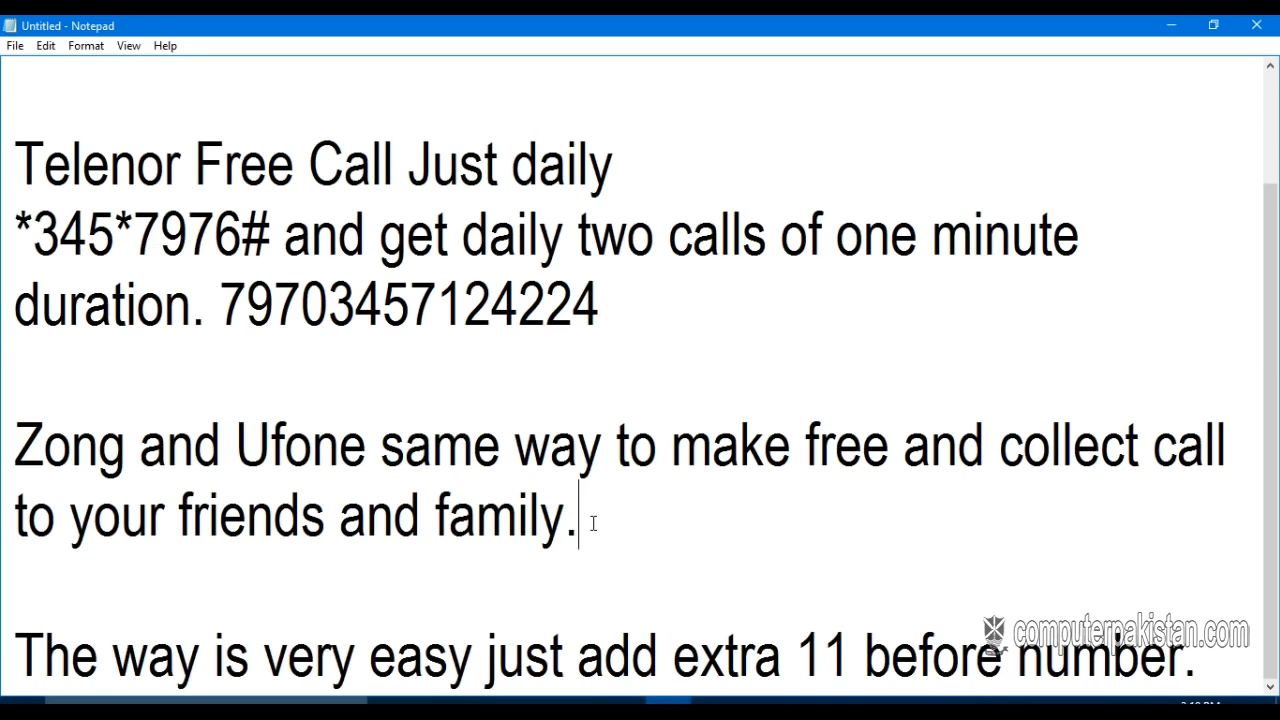 Untitled - Notepad
File Edit Format View Help
Telenor Free Call Just daily
*345*7976# and get daily two calls of one minute
duration. 79703457124224
Zong and Ufone same way to make free and collect call
to your friends and family.
The way is very easy just add extra 11 before number.
computerpakistan.com